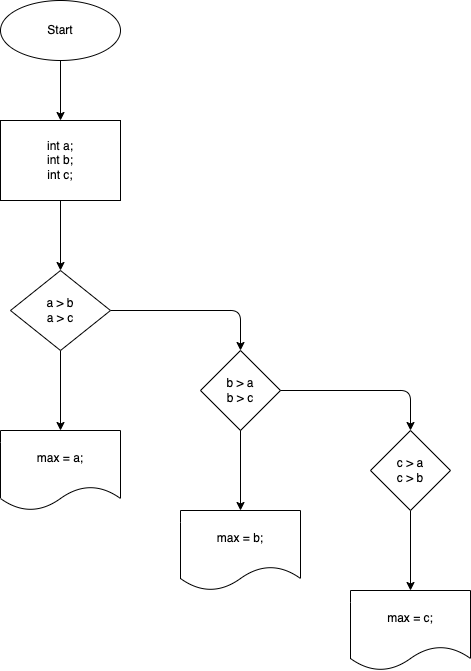 Start
int a;
int b;
int c;
a > b
a > c
b > a
b > c
max = a;
c > a
c > b
max = b;
max = c;